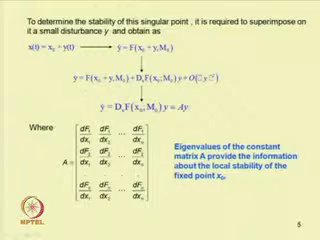 To determine the stability of this singular point , it is required to superimpose on
it a small disturbance y and obtain as
x(t) = x₀ + y(t)
ẏ = F(x₀ + y, M₀)
ẏ = F(x₀ + y, M₀) + DₓF(x₀; M₀) y + O(‖y‖²)
ẏ = DₓF(x₀, M₀) y ≡ Ay
Where
A =
dF₁/dx₁ dF₁/dx₂ ... dF₁/dxₙ
dF₂/dx₁ dF₂/dx₂ ... dF₂/dxₙ
. . . .
dFₙ/dx₁ dFₙ/dx₂ ... dFₙ/dxₙ
Eigenvalues of the constant
matrix A provide the information
about the local stability of the
fixed point x₀.
NPTEL
5